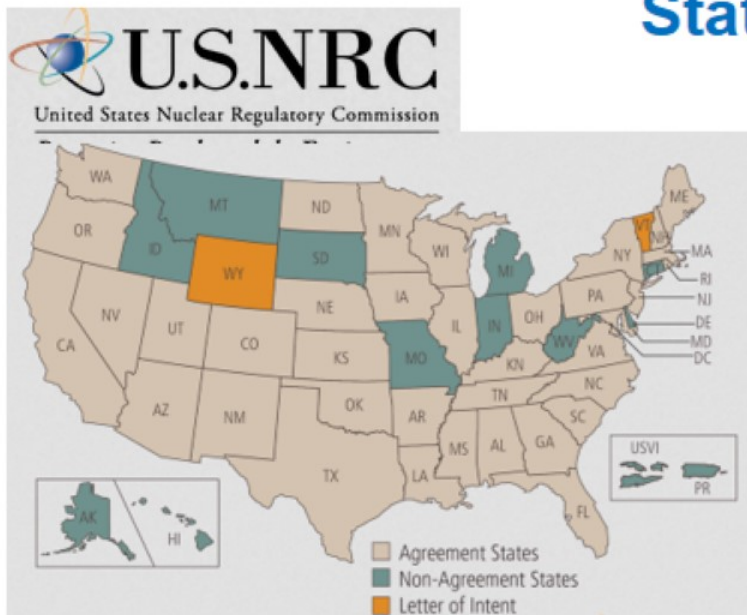 Stat
U.S.NRC
United States Nuclear Regulatory Commission
WA
ME
MT
ND
MN
VT
NH
OR
ID
SD
WI
MI
NY
MA
WY
RI
IA
PA
NJ
NE
NV
IL
IN
OH
DE
UT
WV
MD
CO
CA
KS
MO
KN
VA
DC
NC
TN
OK
AZ
NM
AR
SC
MS
AL
GA
USVI
TX
LA
PR
AK
HI
FL
Agreement States
Non-Agreement States
Letter of Intent